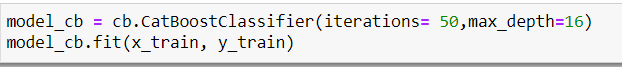 model_cb = cb.CatBoostClassifier(iterations= 50,max_depth=16)
model_cb.fit(x_train, y_train)